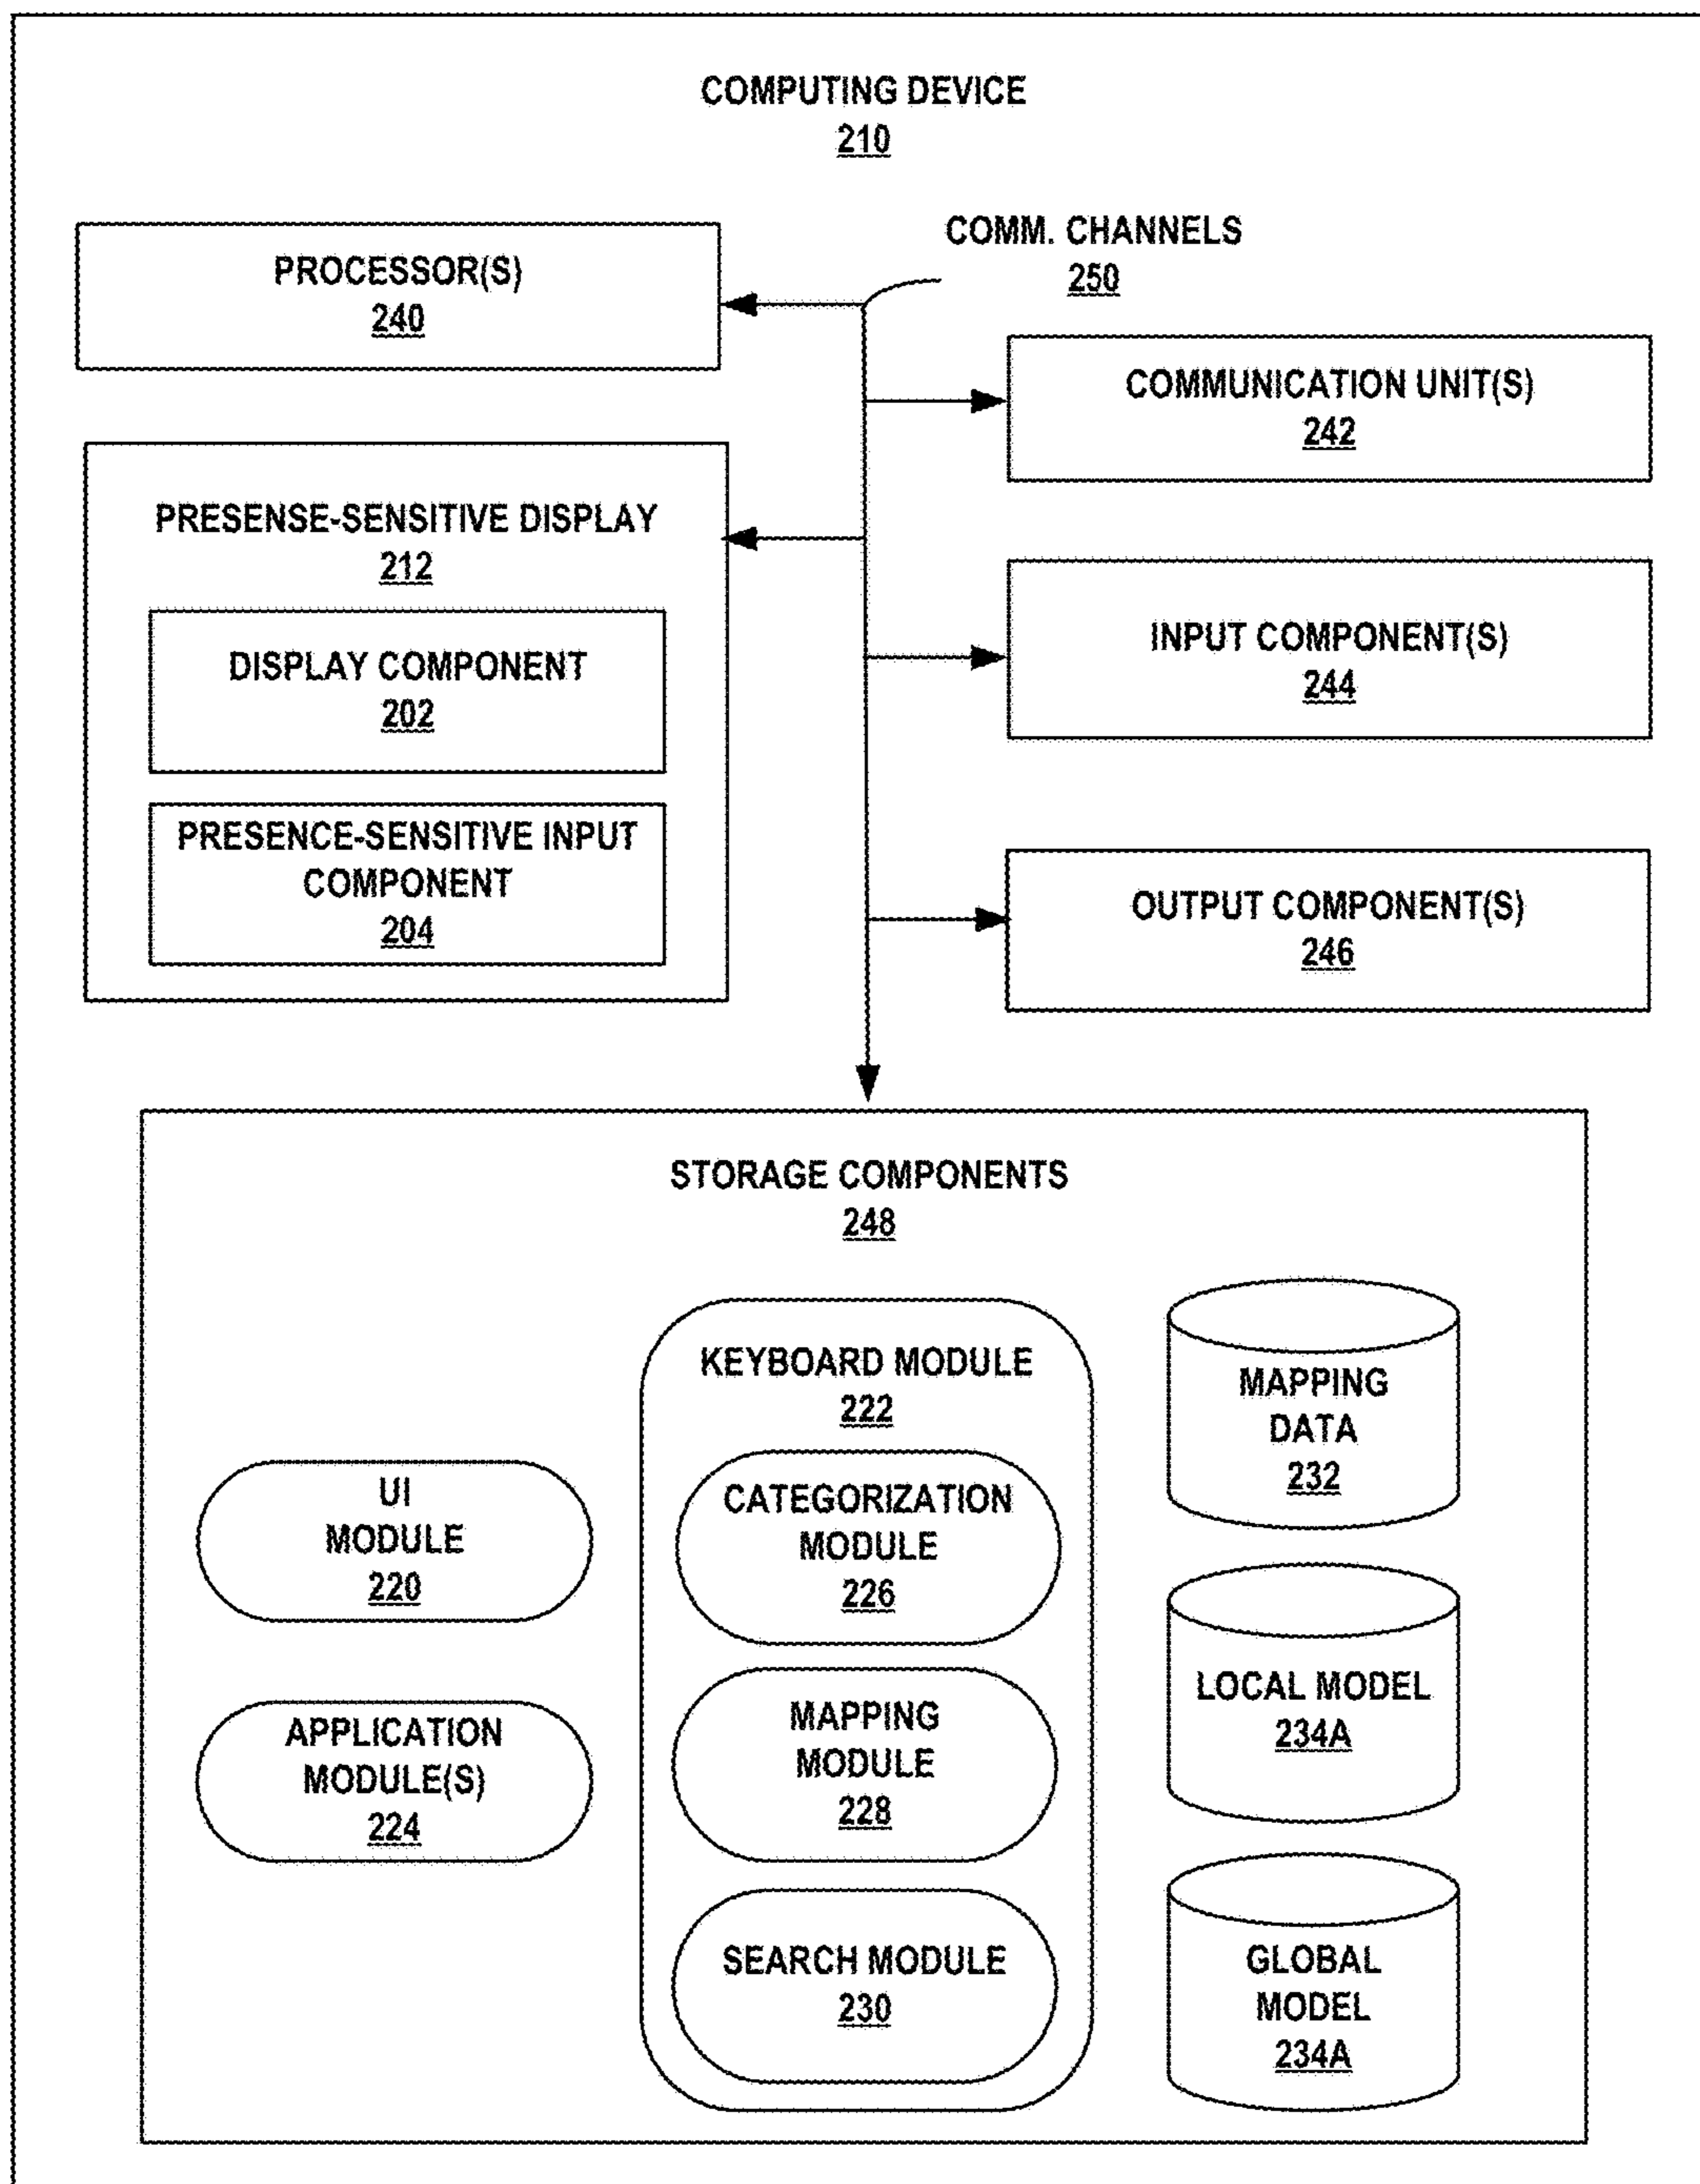 COMPUTING DEVICE
210
PROCESSOR(S)
240
COMM. CHANNELS
250
COMMUNICATION UNIT(S)
242
PRESENSE-SENSITIVE DISPLAY
212
DISPLAY COMPONENT
202
PRESENCE-SENSITIVE INPUT
COMPONENT
204
INPUT COMPONENT(S)
244
OUTPUT COMPONENT(S)
246
STORAGE COMPONENTS
248
UI
MODULE
220
APPLICATION
MODULE(S)
224
KEYBOARD MODULE
222
CATEGORIZATION
MODULE
226
MAPPING
MODULE
228
SEARCH MODULE
230
MAPPING
DATA
232
LOCAL MODEL
234A
GLOBAL
MODEL
234A